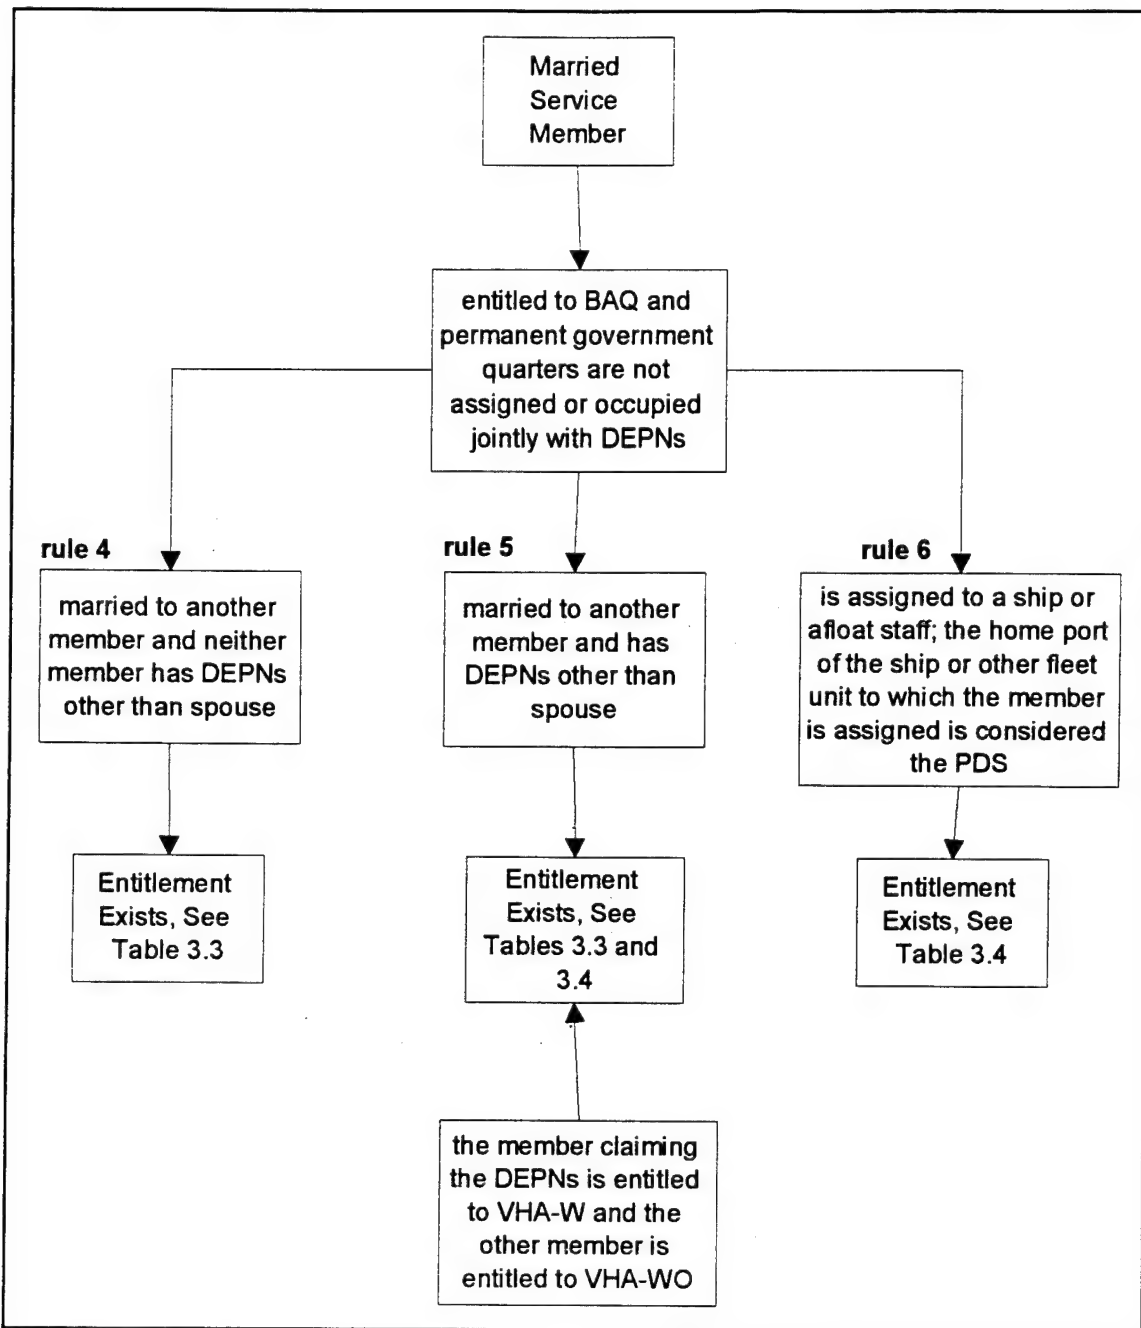 Married
Service
Member
entitled to BAQ and
permanent government
quarters are not
assigned or occupied
jointly with DEPNs
rule 4
married to another
member and neither
member has DEPNs
other than spouse
Entitlement
Exists, See
Table 3.3
rule 5
married to another
member and has
DEPNs other than
spouse
Entitlement
Exists, See
Tables 3.3 and
3.4
the member claiming
the DEPNs is entitled
to VHA-W and the
other member is
entitled to VHA-WO
rule 6
is assigned to a ship or
afloat staff; the home port
of the ship or other fleet
unit to which the member
is assigned is considered
the PDS
Entitlement
Exists, See
Table 3.4